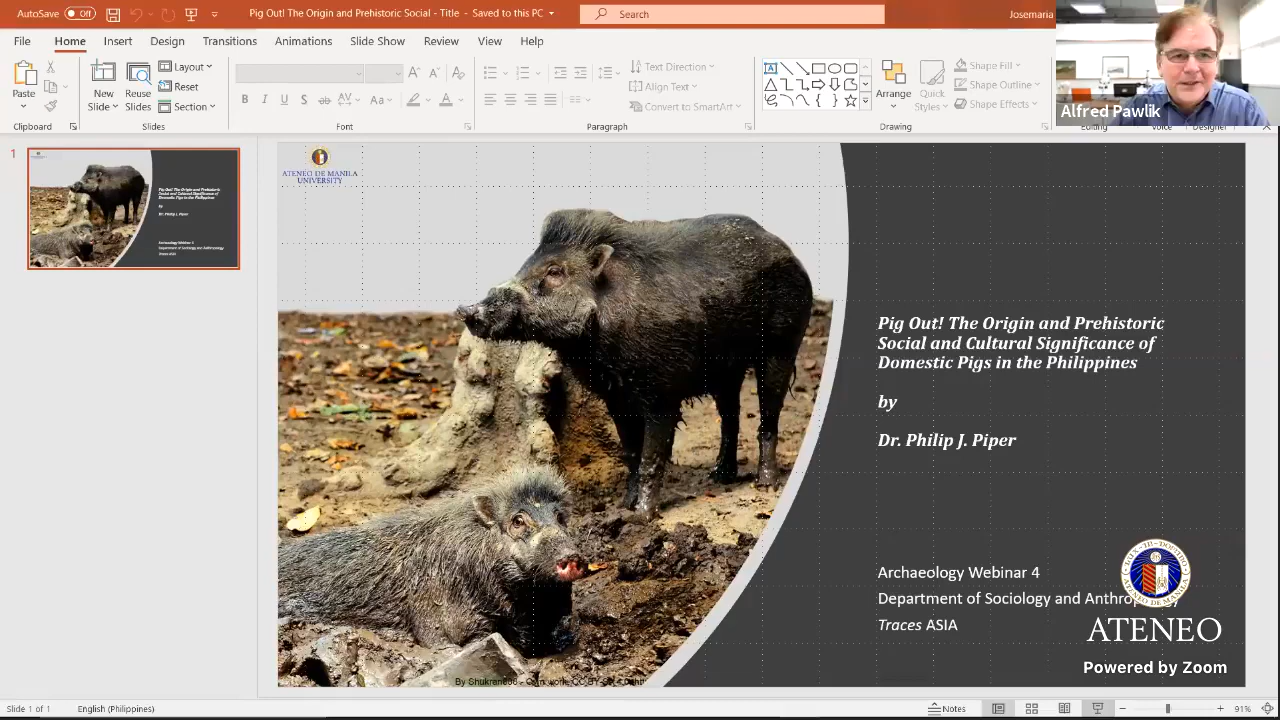 AutoSave Off Pig Out! The Origin and Prehistoric Social - Title - Saved to this PC Search Josemaria
File Home Insert Design Transitions Animations Slide Show Review View Help
Paste
New
Slide
Layout
Reset
Section
Quick
Styles
Text Direction
Align Text
Convert to SmartArt
Arrange
Shape Fill
Shape Outline
Shape Effects
Clipboard Slides Font Paragraph Drawing Editing Voice Designer
Alfred Pawlik
1
ATENEO DE MANILA
UNIVERSITY
Pig Out! The Origin and Prehistoric
Social and Cultural Significance of
Domestic Pigs in the Philippines
by
Dr. Philip J. Piper
Archaeology Webinar 4
Department of Sociology and
Traces ASIA
ATENEO
Powered by Zoom
Slide 1 of 1 English (Philippines) Notes 91%